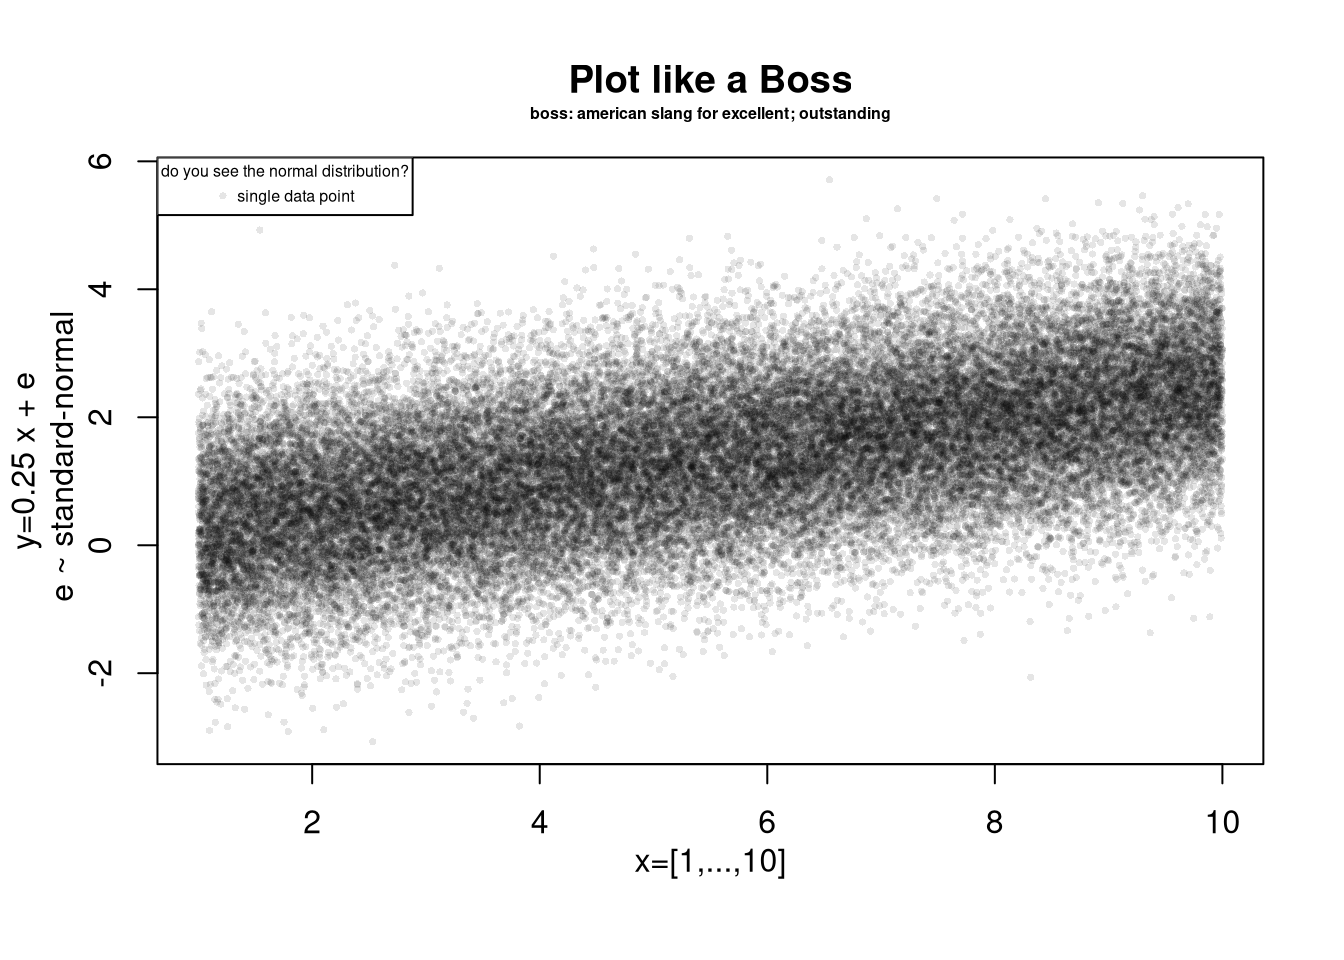 Plot like a Boss
boss: american slang for excellent; outstanding
do you see the normal distribution?
single data point
y=0.25 x + e
e ~ standard-normal
6
4
2
0
-2
2
4
6
8
10
x=[1,...,10]